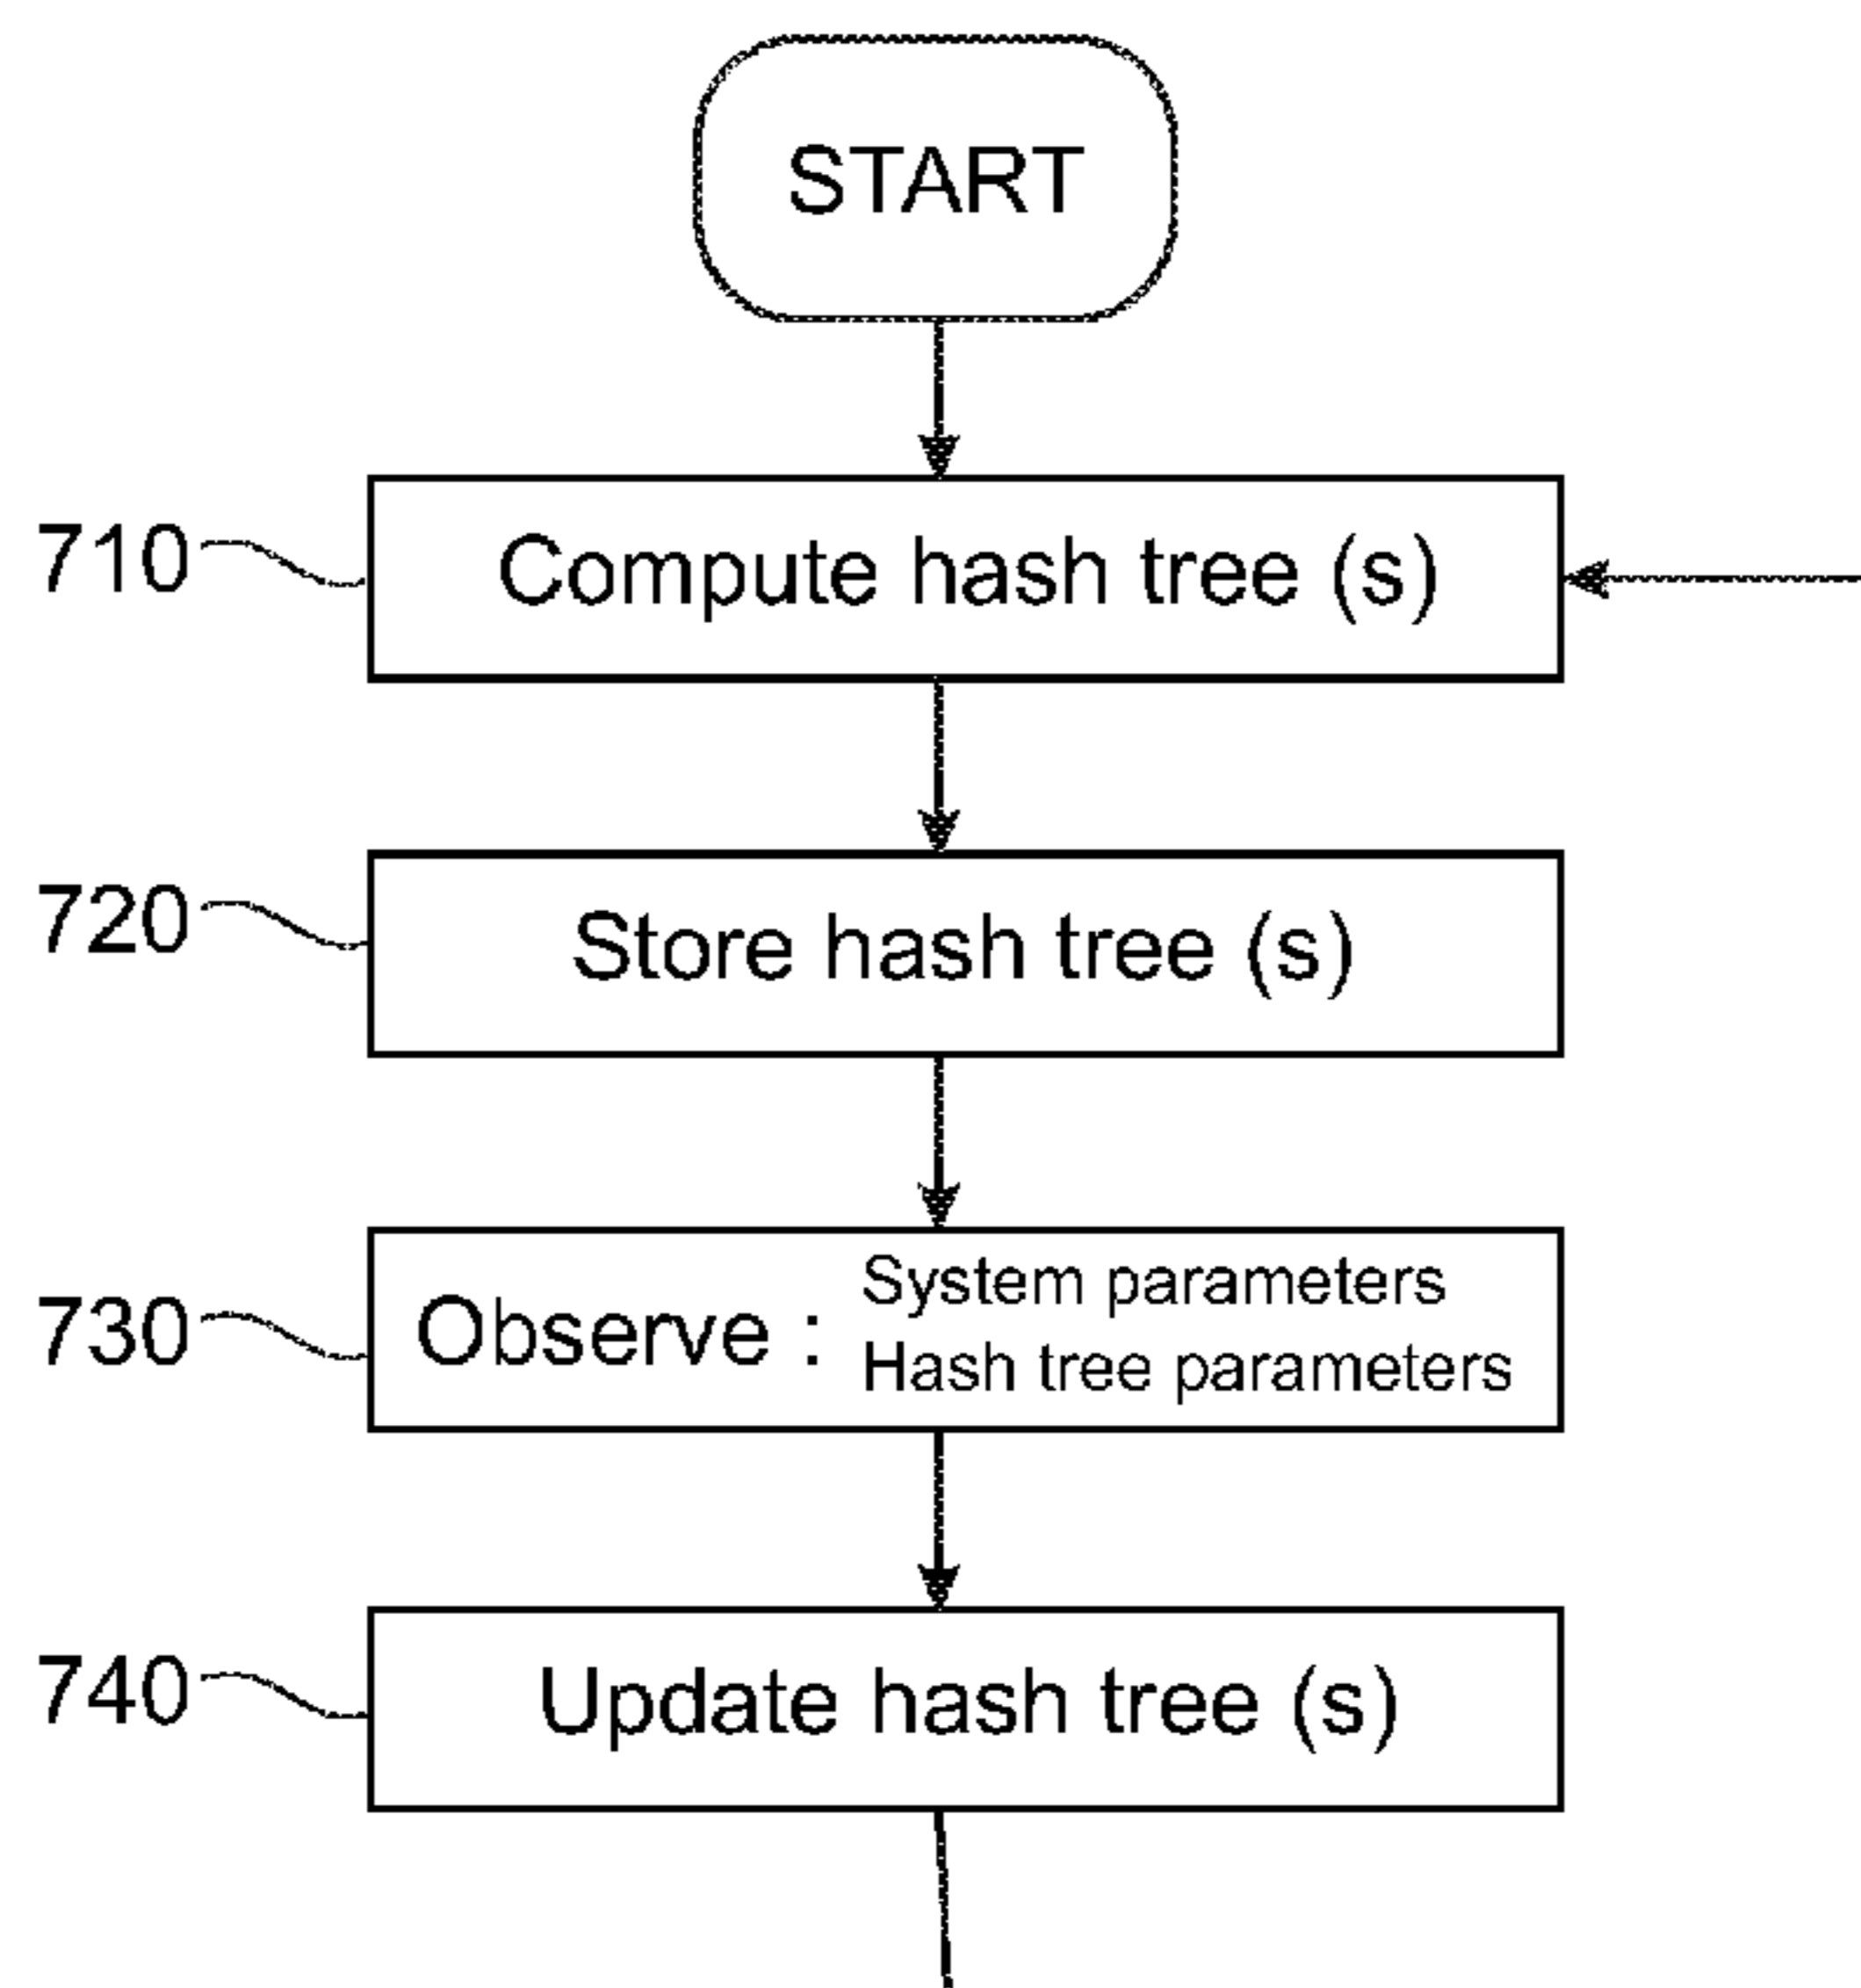 START
710
Compute hash tree (s)
720
Store hash tree (s)
730
Observe :
System parameters
Hash tree parameters
740
Update hash tree (s)